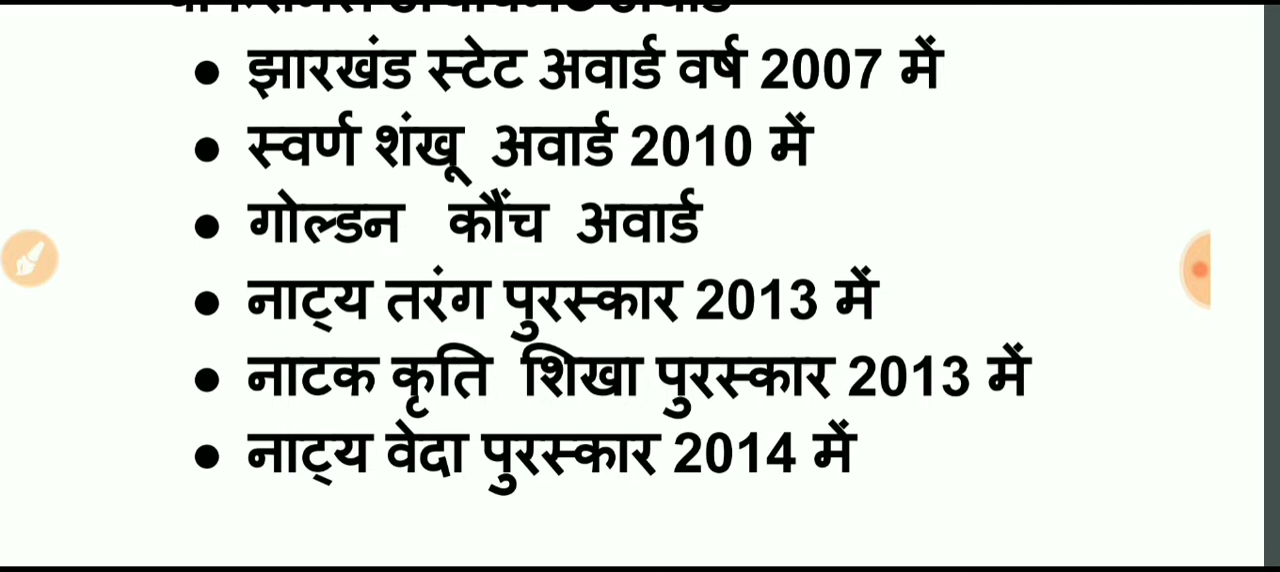 • झारखंड स्टेट अवार्ड वर्ष 2007 में
• स्वर्ण शंखू अवार्ड 2010 में
• गोल्डन कौंच अवार्ड
• नाट्य तरंग पुरस्कार 2013 में
• नाटक कृति शिखा पुरस्कार 2013 में
• नाट्य वेदा पुरस्कार 2014 में